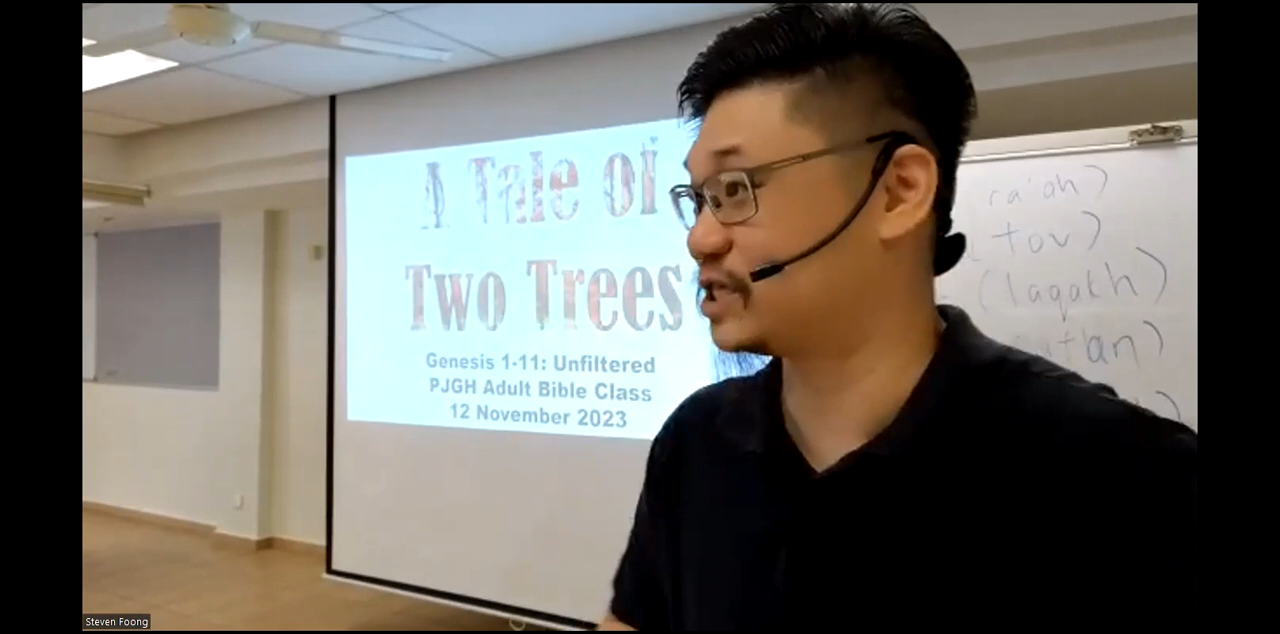 A Tale of
Two Trees
Genesis 1-11: Unfiltered
PJGH Adult Bible Class
12 November 2023
ra'ah)
tov)
(laqakh)
Steven Foong